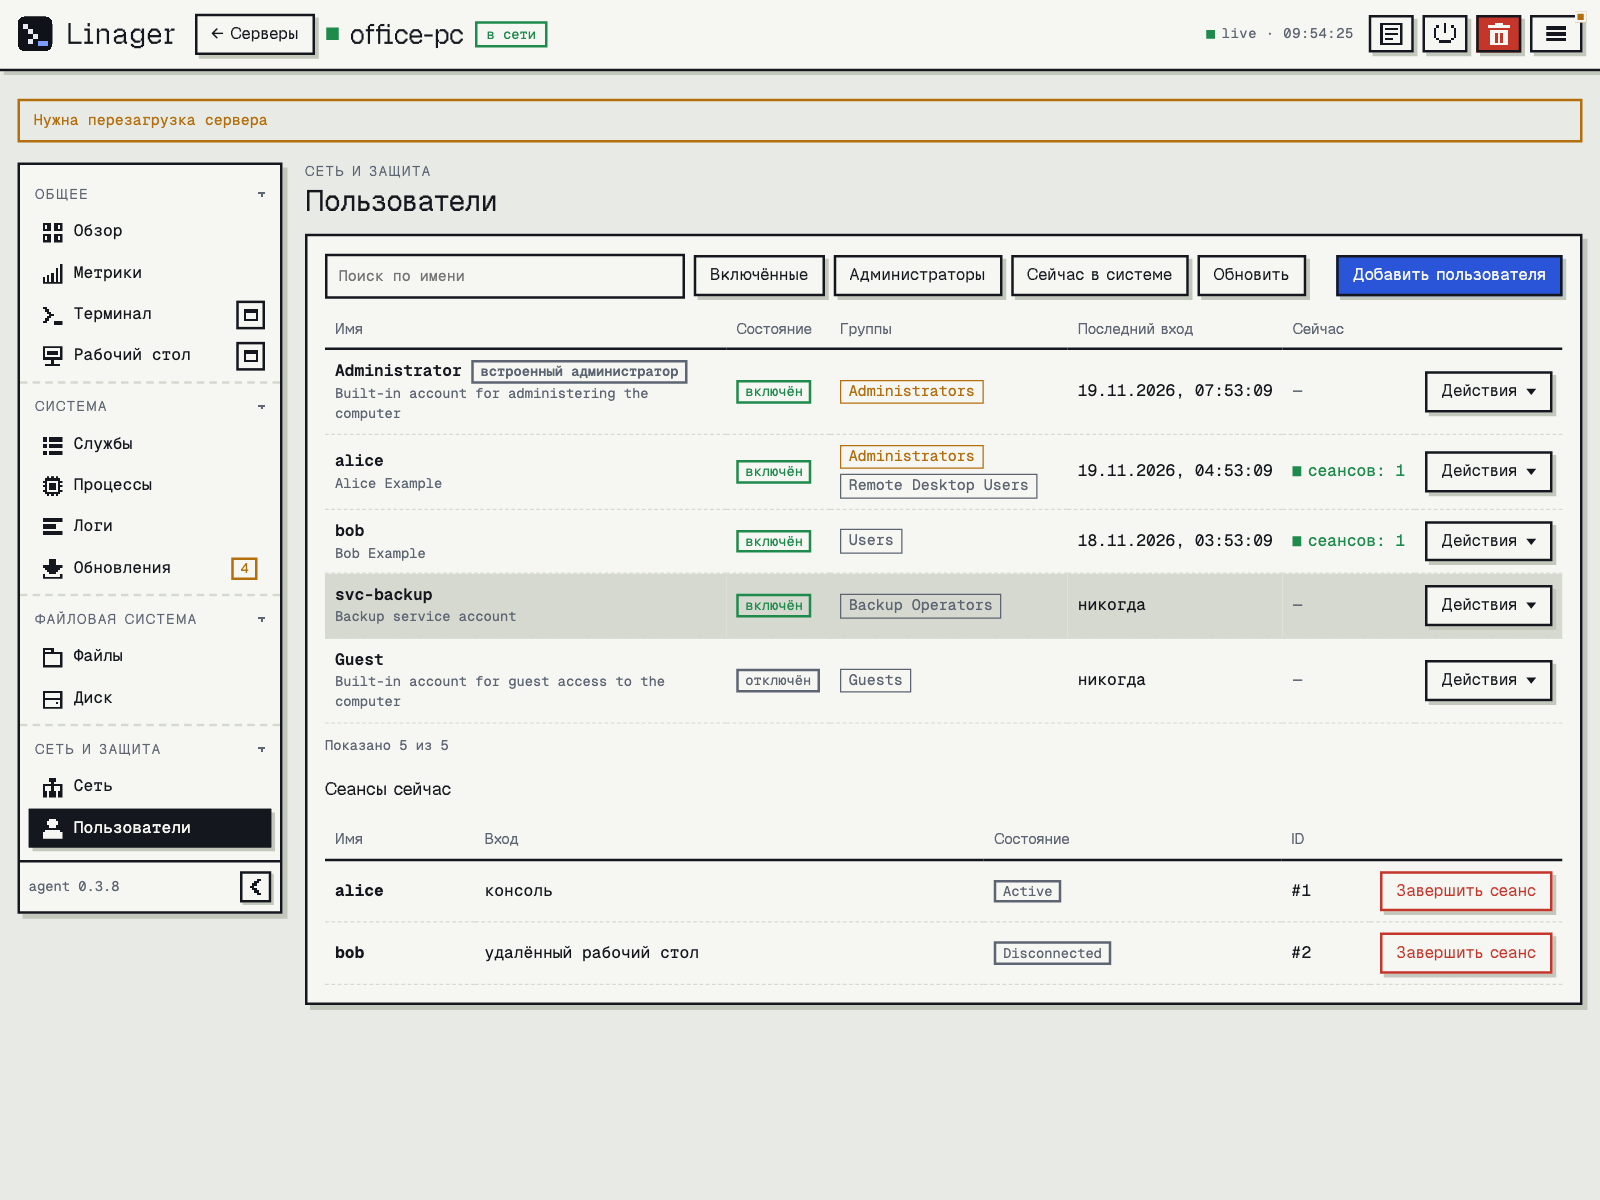 Linager
← Серверы
office-pc
в сети
live · 09:54:25
Нужна перезагрузка сервера
ОБЩЕЕ
Обзор
Метрики
Терминал
Рабочий стол
СИСТЕМА
Службы
Процессы
Логи
Обновления 4
ФАЙЛОВАЯ СИСТЕМА
Файлы
Диск
СЕТЬ И ЗАЩИТА
Сеть
Пользователи
agent 0.3.8
СЕТЬ И ЗАЩИТА
Пользователи
Поиск по имени
Включённые
Администраторы
Сейчас в системе
Обновить
Добавить пользователя
Имя Состояние Группы Последний вход Сейчас
Administrator встроенный администратор
Built-in account for administering the
computer
включён
Administrators
19.11.2026, 07:53:09
—
Действия
alice
Alice Example
включён
Administrators
Remote Desktop Users
19.11.2026, 04:53:09
сеансов: 1
Действия
bob
Bob Example
включён
Users
18.11.2026, 03:53:09
сеансов: 1
Действия
svc-backup
Backup service account
включён
Backup Operators
никогда
—
Действия
Guest
Built-in account for guest access to the
computer
отключён
Guests
никогда
—
Действия
Показано 5 из 5
Сеансы сейчас
Имя Вход Состояние ID
alice консоль Active #1 Завершить сеанс
bob удалённый рабочий стол Disconnected #2 Завершить сеанс